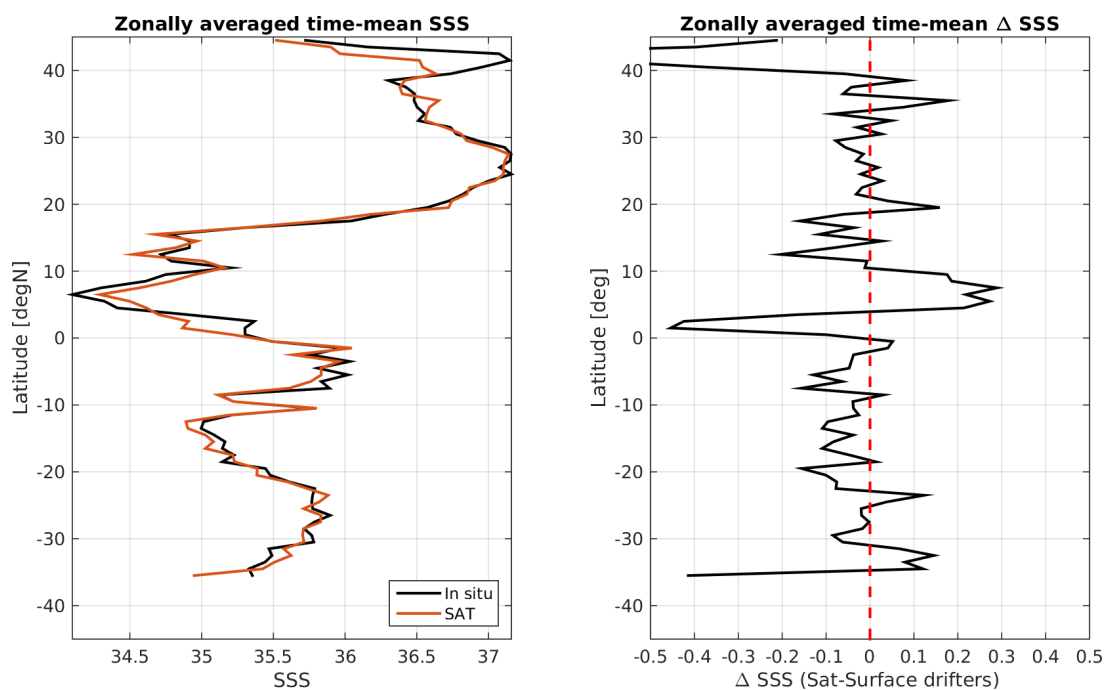 Zonally averaged time-mean SSS
Latitude [degN]
40
30
20
10
0
-10
-20
-30
-40
34.5 35 35.5 36 36.5 37
SSS
In situ
SAT
Zonally averaged time-mean Δ SSS
Latitude [deg]
40
30
20
10
0
-10
-20
-30
-40
-0.5 -0.4 -0.3 -0.2 -0.1 0 0.1 0.2 0.3 0.4 0.5
Δ SSS (Sat-Surface drifters)